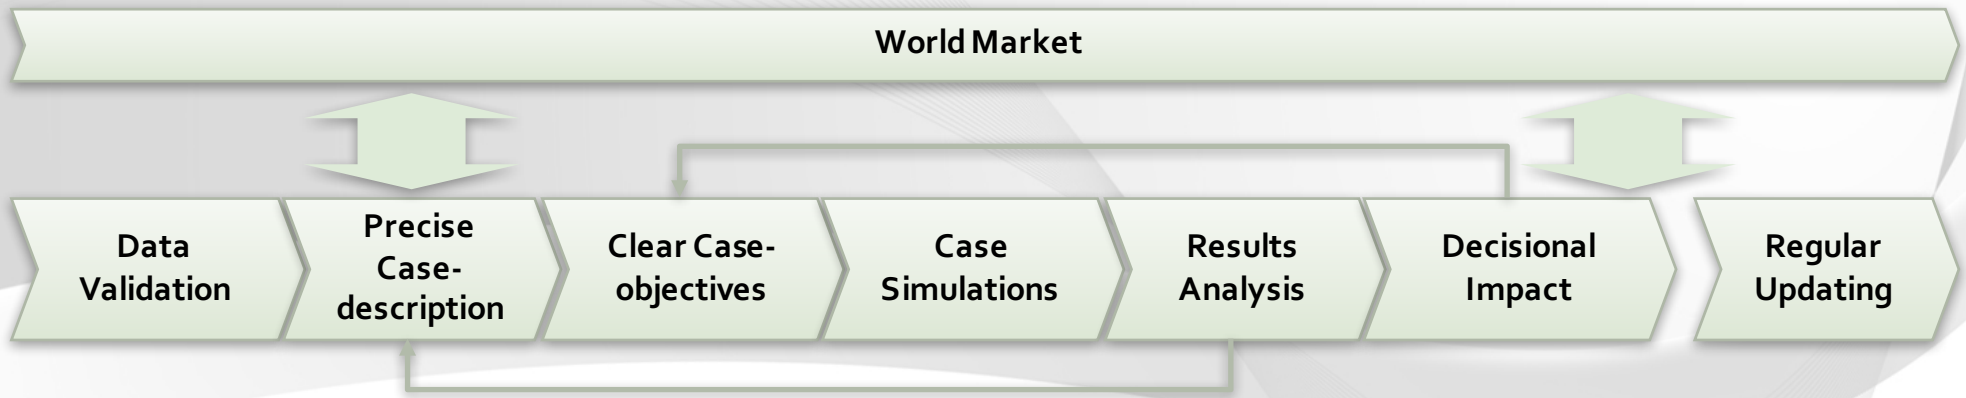 World Market
Data
Validation
Precise
Case-
description
Clear Case-
objectives
Case
Simulations
Results
Analysis
Decisional
Impact
Regular
Updating